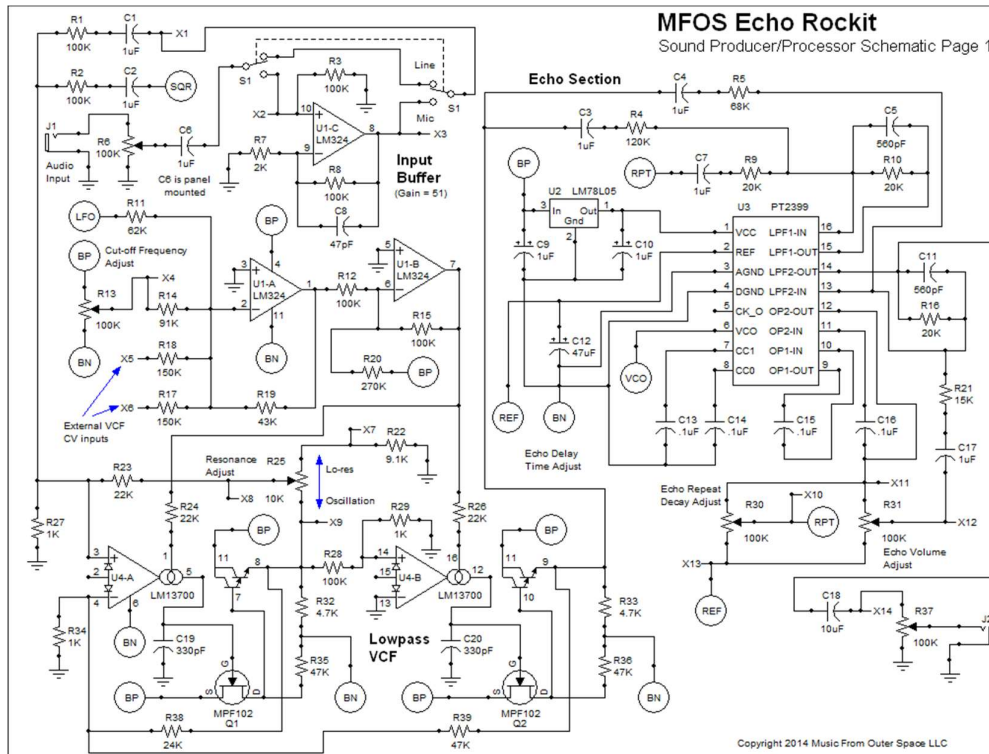 MFOS Echo Rockit
Sound Producer/Processor Schematic Page 1
R1
100K
C1
1uF
X1
R2
100K
C2
1uF
SQR
S1
R3
100K
Line
S1
Mic
X2
10
U1-C
LM324
8
9
X3
J1
Audio
Input
R6
100K
C6
1uF
C6 is panel
mounted
R7
2K
R8
100K
C8
47pF
Input
Buffer
(Gain = 51)
LFO
R11
62K
BP
Cut-off Frequency
Adjust
X4
R13
100K
R14
91K
BN
X5
R18
150K
X6
R17
150K
External VCF
CV inputs
R19
43K
BP
4
3
U1-A
LM324
1
2
11
BN
R12
100K
5
U1-B
LM324
7
6
R15
100K
R20
270K
BP
Echo Section
C4
1uF
R5
68K
C3
1uF
R4
120K
C5
560pF
RPT
C7
1uF
R9
20K
R10
20K
BP
U2
LM78L05
3
In
Out
1
Gnd
2
C9
1uF
C10
1uF
U3
PT2399
1
VCC
LPF1-IN
16
2
REF
LPF1-OUT
15
3
AGND
LPF2-OUT
14
4
DGND
LPF2-IN
13
5
CK_O
OP2-OUT
12
6
VCO
OP2-IN
11
7
CC1
OP1-IN
10
8
CC0
OP1-OUT
9
C11
560pF
R16
20K
C12
47uF
VCO
REF
BN
Echo Delay
Time Adjust
C13
.1uF
C14
.1uF
C15
.1uF
C16
.1uF
R21
15K
C17
1uF
X11
X12
Echo Repeat
Decay Adjust
R30
100K
X10
RPT
R31
100K
Echo Volume
Adjust
X13
REF
C18
10uF
X14
R37
100K
J2
R23
22K
Resonance
Adjust
R25
10K
X8
X7
R22
9.1K
Lo-res
Oscillation
X9
R24
22K
R27
1K
3
1
2
U4-A
5
LM13700
4
6
BN
R34
1K
BP
11
8
7
C19
330pF
BP
S
G
D
MPF102
Q1
R38
24K
R28
100K
R29
1K
R32
4.7K
R35
47K
BN
14
16
15
U4-B
12
LM13700
13
R26
22K
Lowpass
VCF
C20
330pF
BP
11
9
10
BP
S
G
D
MPF102
Q2
R39
47K
R33
4.7K
R36
47K
BN
Copyright 2014 Music From Outer Space LLC